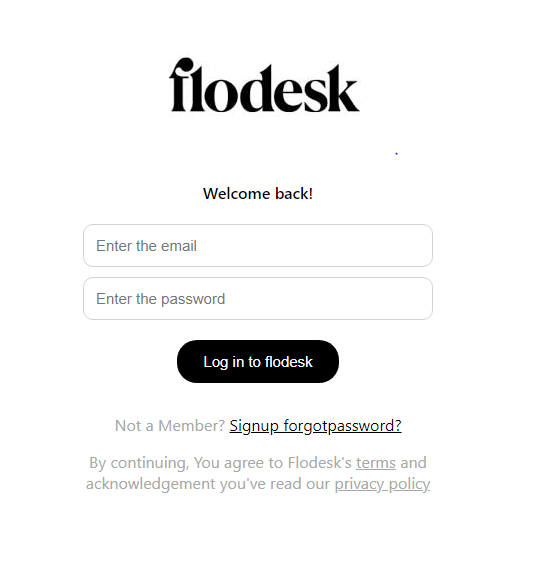 flodesk
Welcome back!
Enter the email
Enter the password
Log in to flodesk
Not a Member? Signup forgotpassword?
By continuing, You agree to Flodesk's terms and
acknowledgement you've read our privacy policy